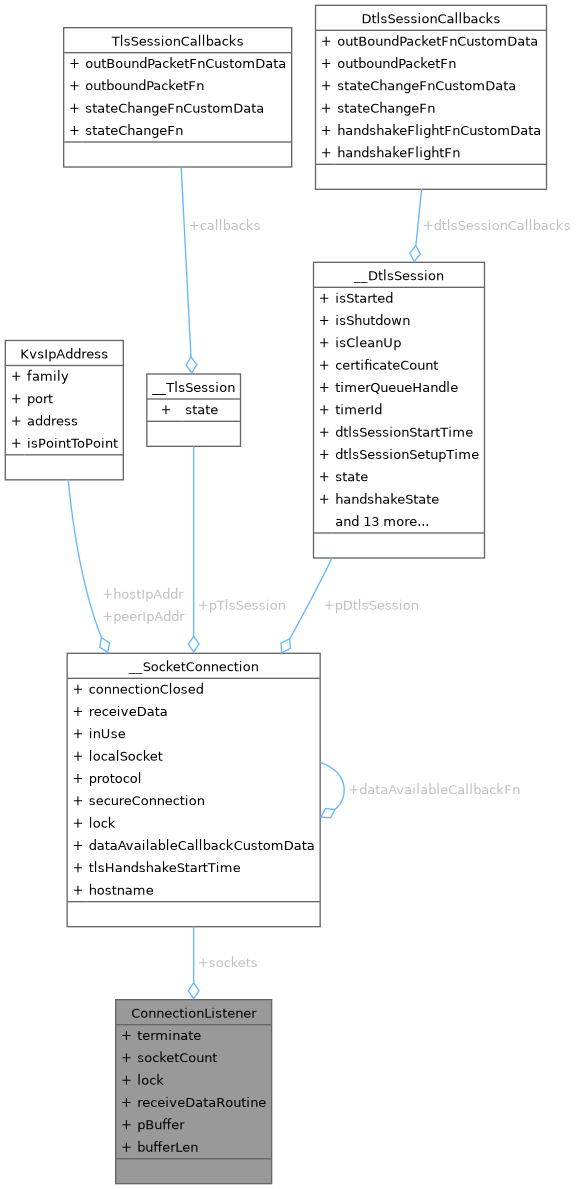 DtlsSessionCallbacks
+ outBoundPacketFnCustomData
+ outboundPacketFn
+ stateChangeFnCustomData
+ stateChangeFn
+ handshakeFlightFnCustomData
+ handshakeFlightFn
TlsSessionCallbacks
+ outBoundPacketFnCustomData
+ outboundPacketFn
+ stateChangeFnCustomData
+ stateChangeFn
+callbacks
+dtlsSessionCallbacks
__DtlsSession
+ isStarted
+ isShutdown
+ isCleanUp
+ certificateCount
+ timerQueueHandle
+ timerId
+ dtlsSessionStartTime
+ dtlsSessionSetupTime
+ state
+ handshakeState
and 13 more...
KvsIpAddress
+ family
+ port
+ address
+ isPointToPoint
__TlsSession
+ state
+hostIpAddr
+peerIpAddr
+pTlsSession
+pDtlsSession
__SocketConnection
+ connectionClosed
+ receiveData
+ inUse
+ localSocket
+ protocol
+ secureConnection
+ lock
+ dataAvailableCallbackCustomData
+ tlsHandshakeStartTime
+ hostname
+dataAvailableCallbackFn
+sockets
ConnectionListener
+ terminate
+ socketCount
+ lock
+ receiveDataRoutine
+ pBuffer
+ bufferLen